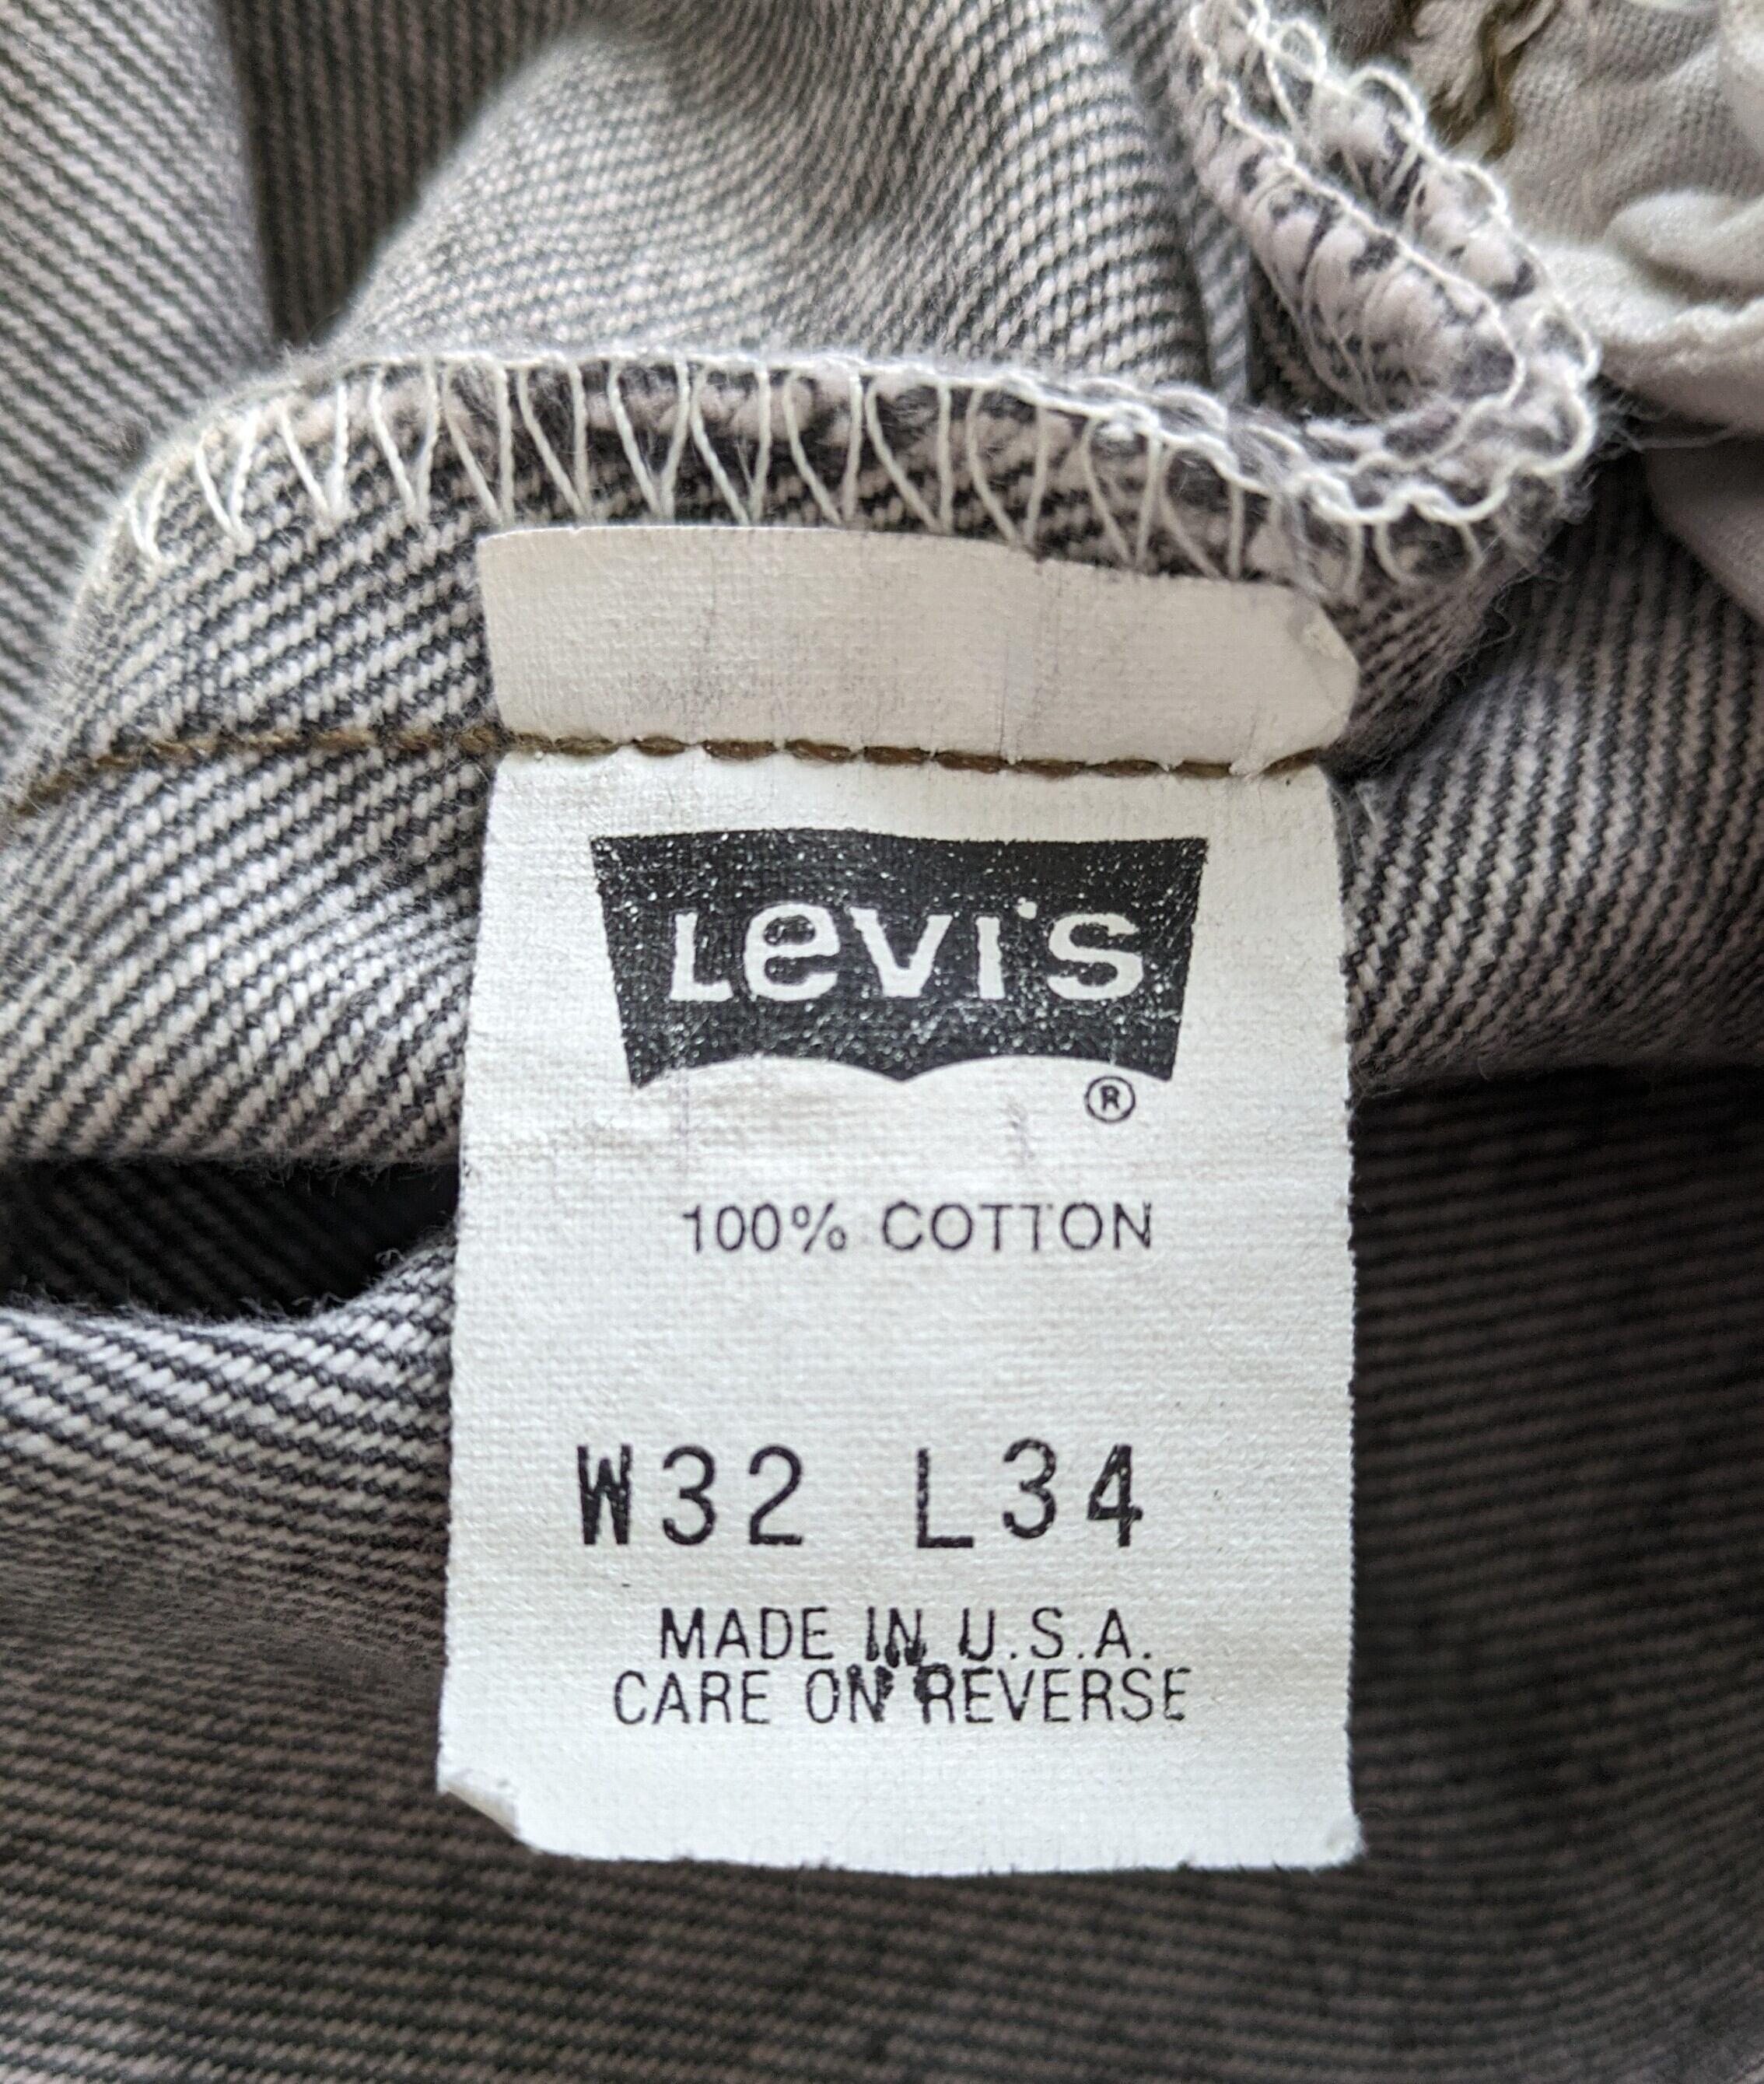 Levi's
®
100% COTTON
W32 L34
MADE IN U.S.A.
CARE ON REVERSE